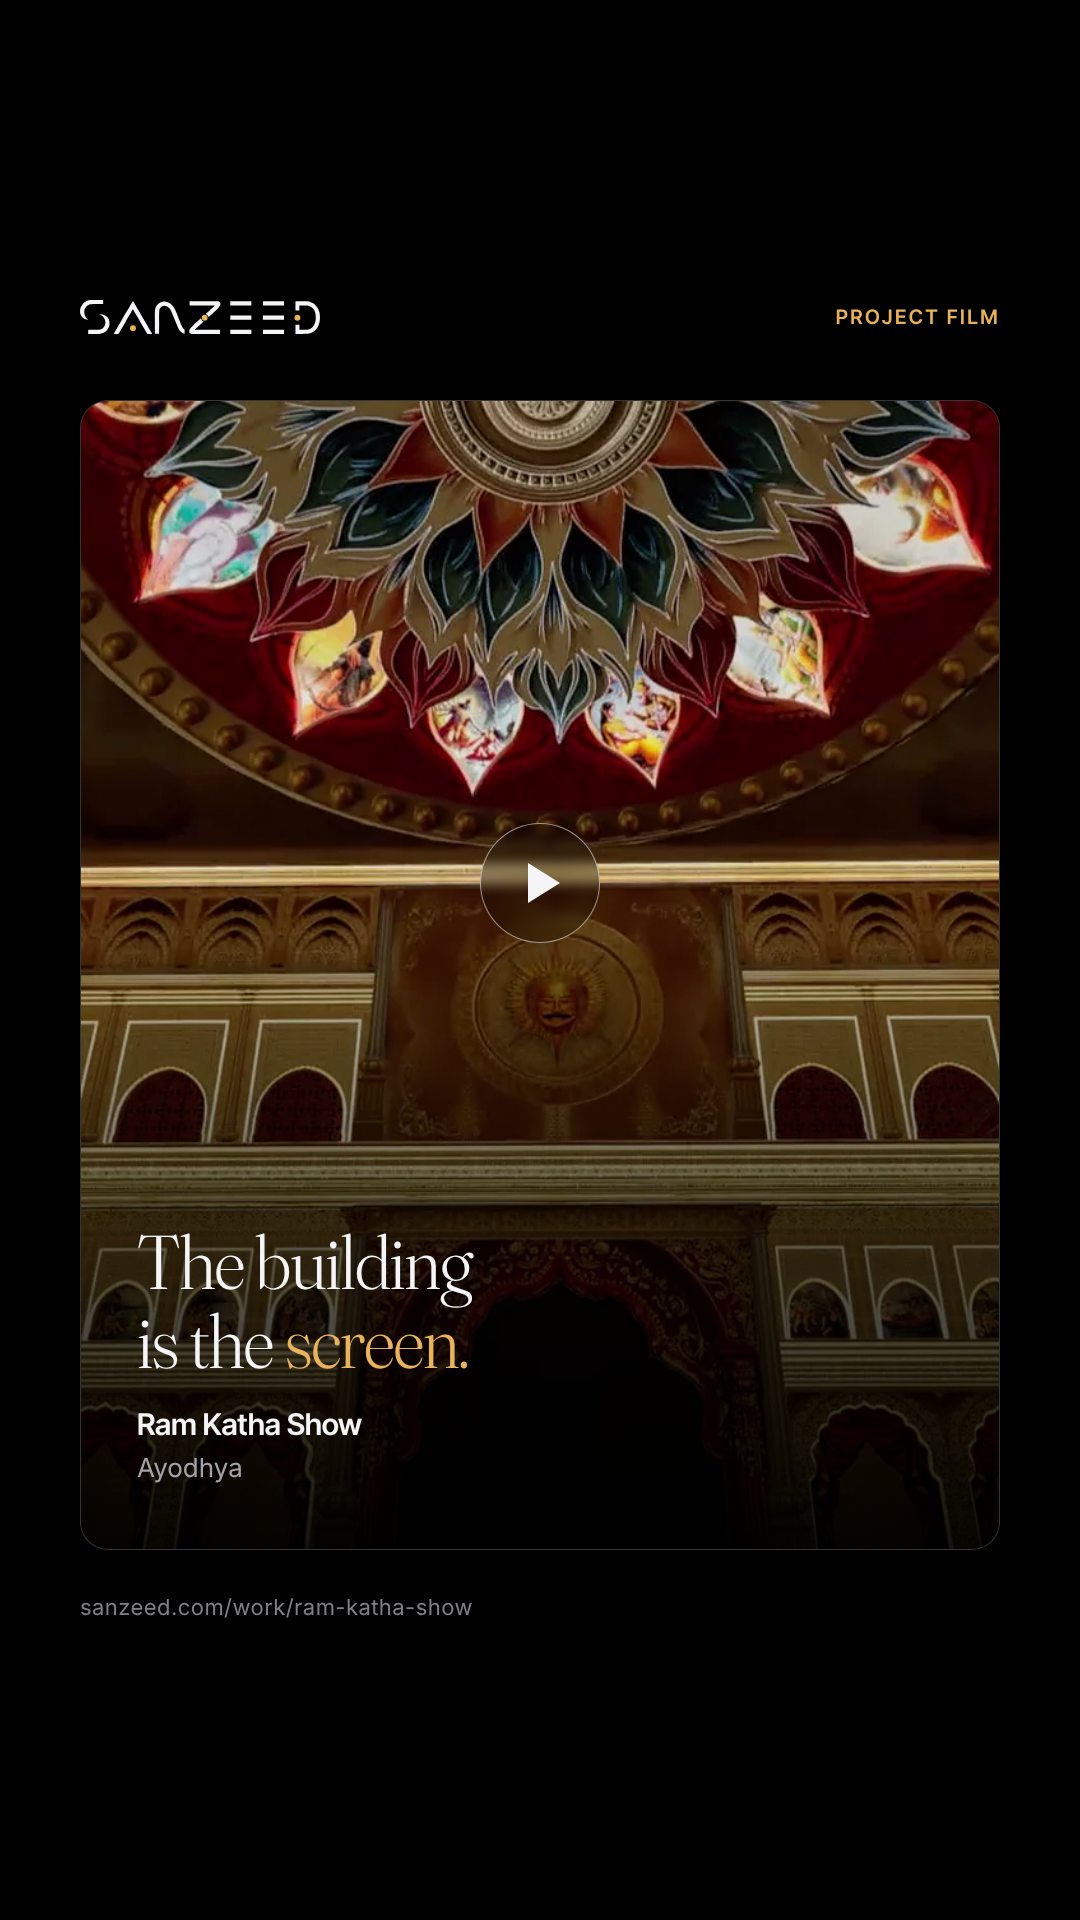 SANZEED
PROJECT FILM
The building
is the screen.
Ram Katha Show
Ayodhya
sanzeed.com/work/ram-katha-show